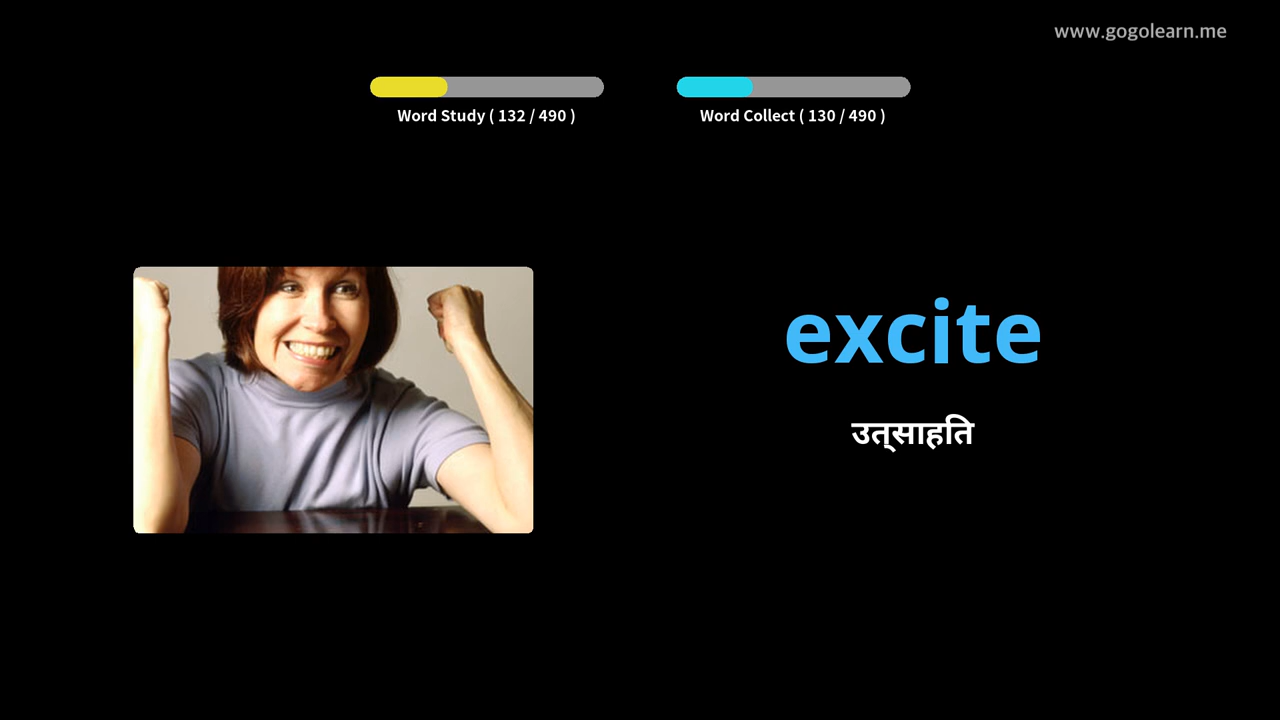 www.gogolearn.me
Word Study ( 132 / 490 )
Word Collect ( 130 / 490 )
excite
उत्साहति